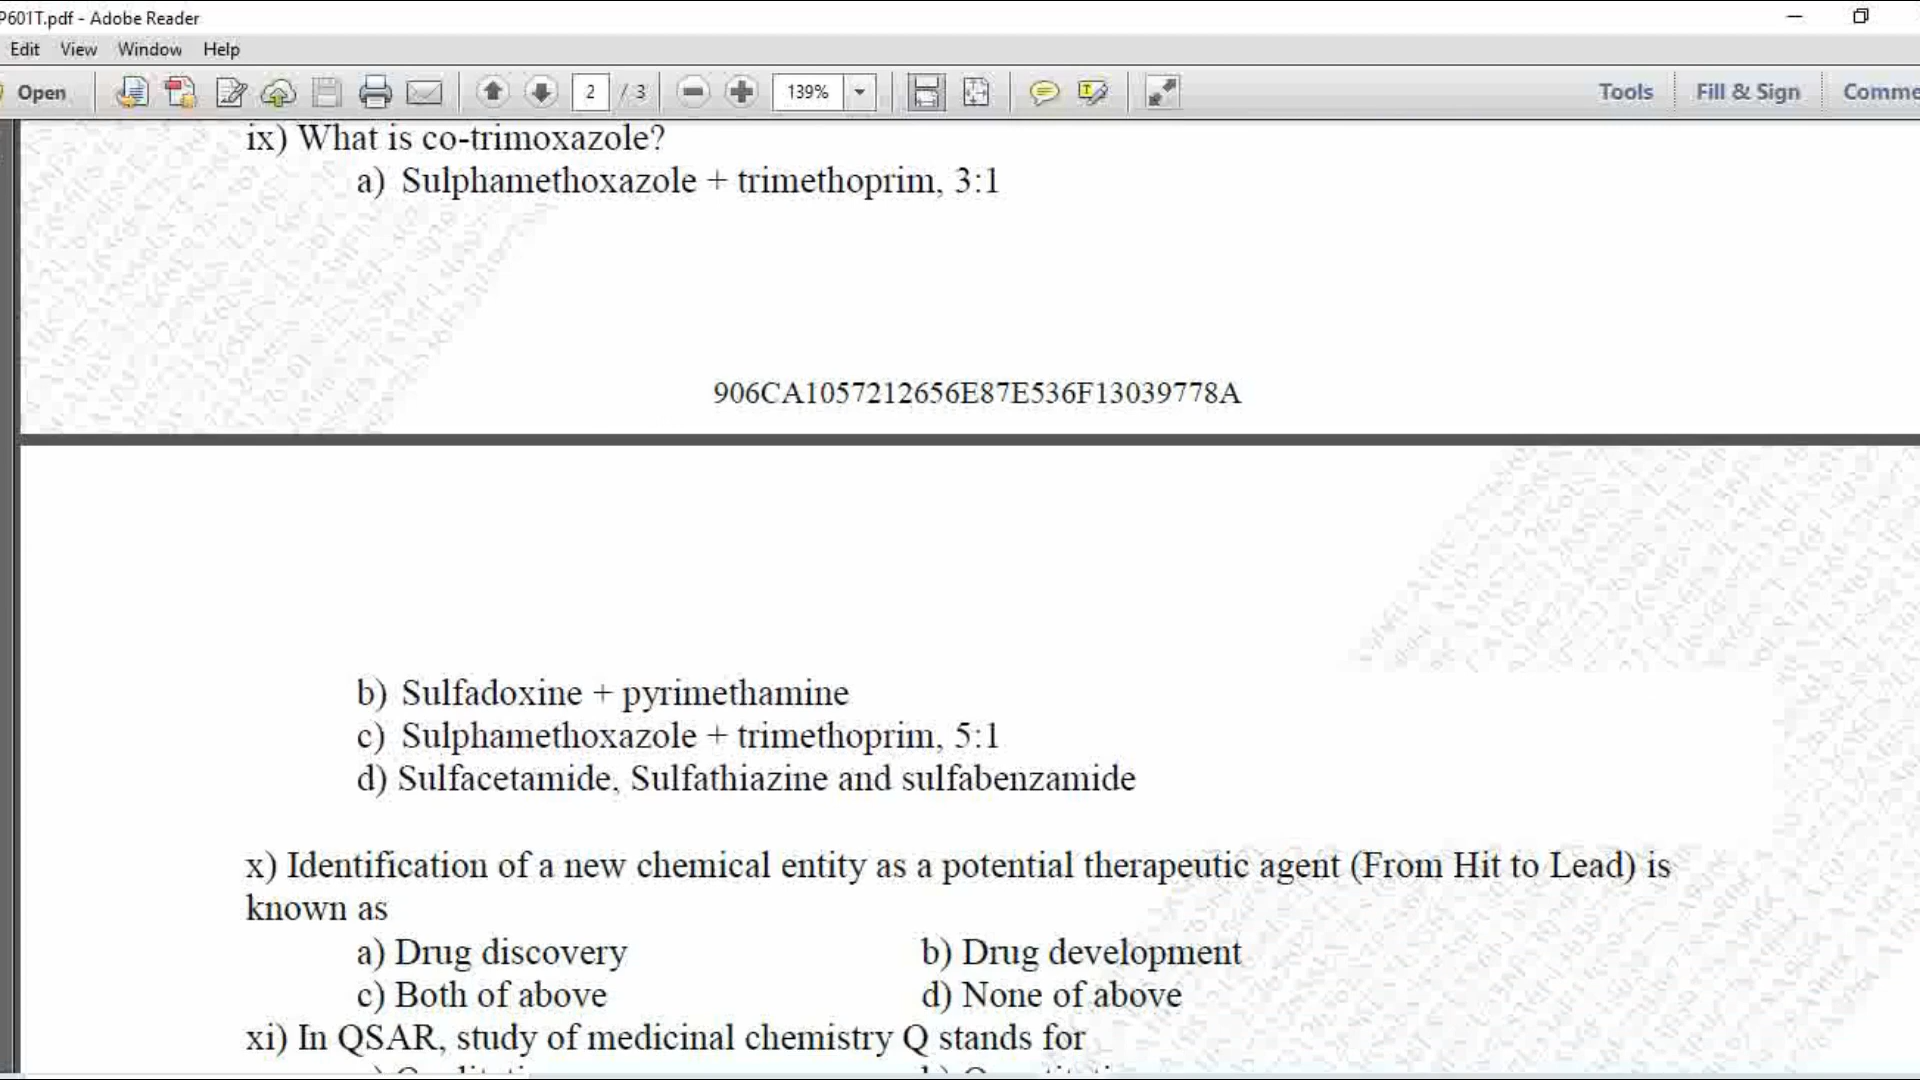 P601T.pdf - Adobe Reader
Edit View Window Help
Open 2 / 3 139% Tools Fill & Sign Comme
ix) What is co-trimoxazole?
a) Sulphamethoxazole + trimethoprim, 3:1
906CA1057212656E87E536F13039778A
b) Sulfadoxine + pyrimethamine
c) Sulphamethoxazole + trimethoprim, 5:1
d) Sulfacetamide, Sulfathiazine and sulfabenzamide
x) Identification of a new chemical entity as a potential therapeutic agent (From Hit to Lead) is
known as
a) Drug discovery b) Drug development
c) Both of above d) None of above
xi) In QSAR, study of medicinal chemistry Q stands for